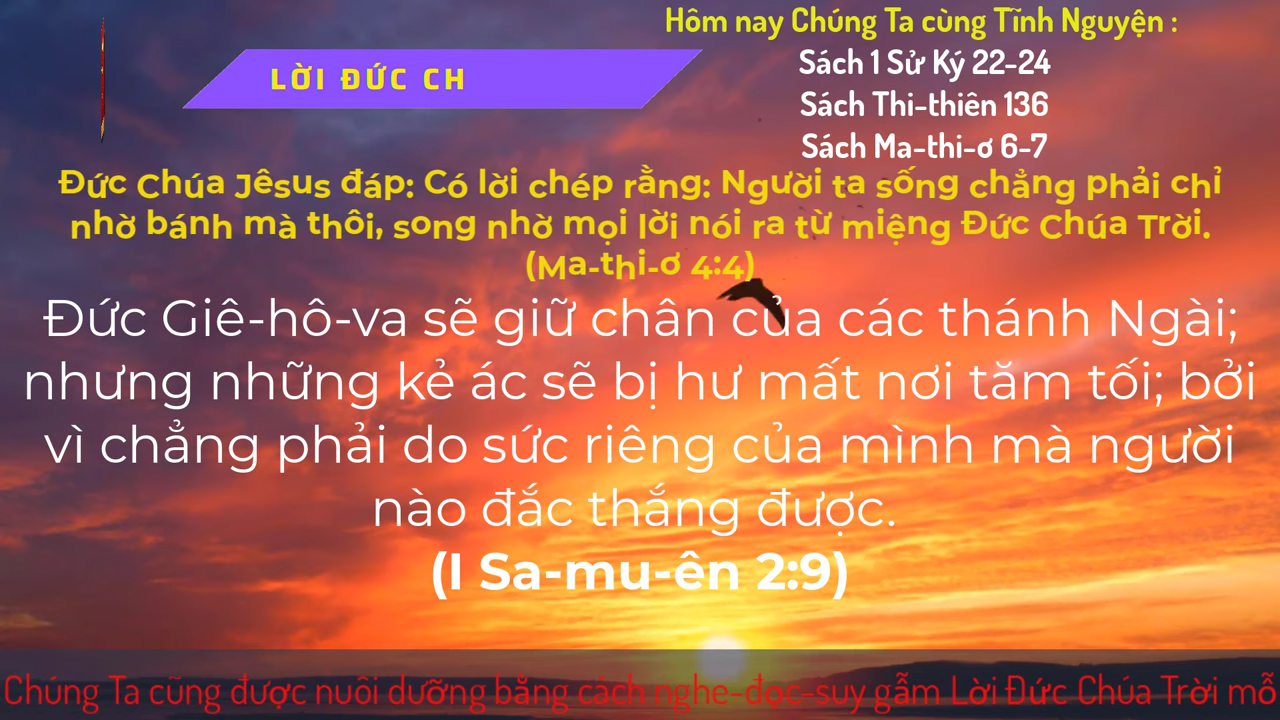 Hôm nay Chúng Ta cùng Tĩnh Nguyện :
LỜI ĐỨC CH
Sách 1 Sử Ký 22-24
Sách Thi-thiên 136
Sách Ma-thi-ơ 6-7
Đức Chúa Jêsus đáp: Có lời chép rằng: Người ta sống chẳng phải chỉ
nhờ bánh mà thôi, song nhờ mọi lời nói ra từ miệng Đức Chúa Trời.
(Ma-thi-ơ 4:4)
Đức Giê-hô-va sẽ giữ chân của các thánh Ngài;
nhưng những kẻ ác sẽ bị hư mất nơi tăm tối; bởi
vì chẳng phải do sức riêng của mình mà người
nào đắc thắng được.
(I Sa-mu-ên 2:9)
Chúng Ta cũng được nuôi dưỡng bằng cách nghe-đọc-suy gẫm Lời Đức Chúa Trời mỗ